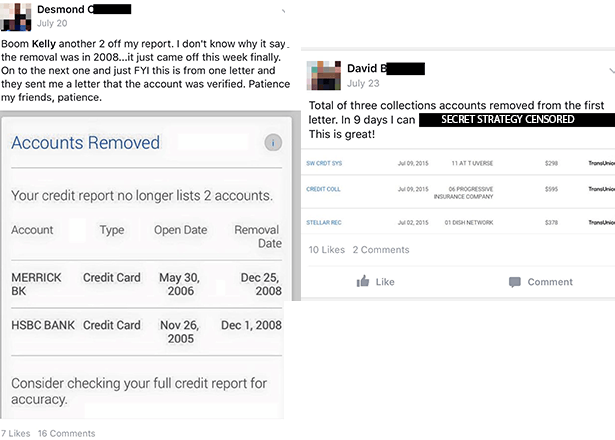 Desmond C
July 20
Boom Kelly another 2 off my report. I don't know why it say
the removal was in 2008...it just came off this week finally.
On to the next one and just FYI this is from one letter and
they sent me a letter that the account was verified. Patience
my friends, patience.
Accounts Removed
i
Your credit report no longer lists 2 accounts.
Account Type Open Date Removal
Date
MERRICK Credit Card May 30, Dec 25,
BK 2006 2008
HSBC BANK Credit Card Nov 26, Dec 1, 2008
2005
Consider checking your full credit report for
accuracy.
7 Likes 16 Comments
David B
July 23
Total of three collections accounts removed from the first
letter. In 9 days I can SECRET STRATEGY CENSORED
This is great!
SW CRDT SYS Jul 09, 2015 11 AT T UVERSE $298 TransUnio
CREDIT COLL Jul 09, 2015 06 PROGRESSIVE $595 TransUnio
INSURANCE COMPANY
STELLAR REC Jul 02, 2015 01 DISH NETWORK $378 TransUnio
10 Likes 2 Comments
Like Comment